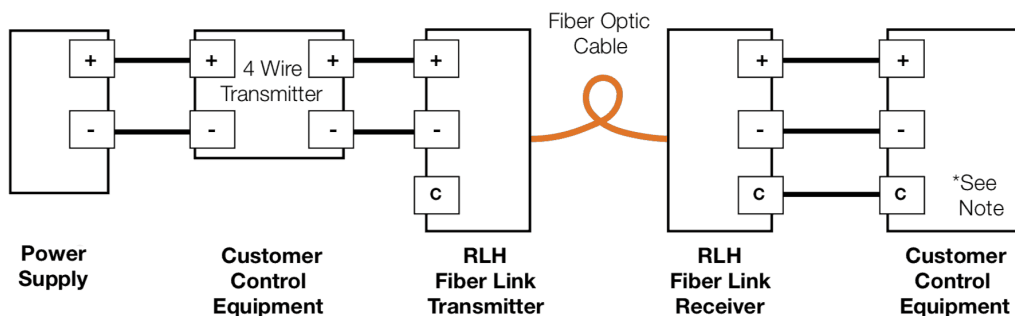 Fiber Optic
Cable
+
+
4 Wire
Transmitter
+
+
+
+
-
-
-
-
-
-
C
C
C
*See
Note
Power
Supply
Customer
Control
Equipment
RLH
Fiber Link
Transmitter
RLH
Fiber Link
Receiver
Customer
Control
Equipment